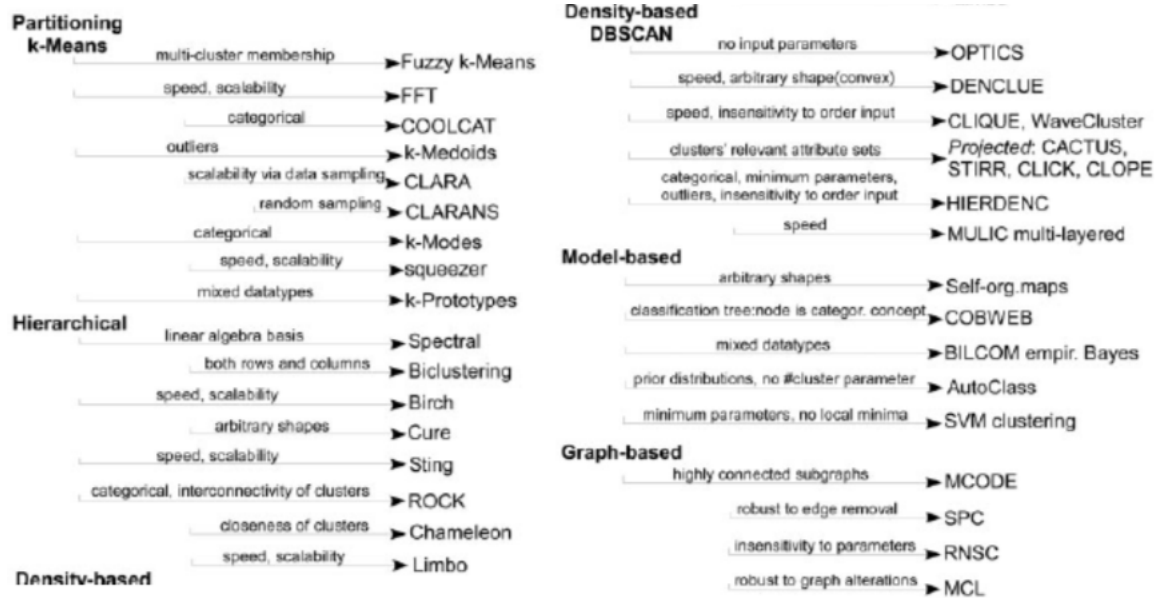 Partitioning
k-Means
multi-cluster membership
Fuzzy k-Means
speed, scalability
FFT
categorical
COOLCAT
outliers
k-Medoids
scalability via data sampling
CLARA
random sampling
CLARANS
categorical
k-Modes
speed, scalability
squeezer
mixed datatypes
k-Prototypes
Hierarchical
linear algebra basis
Spectral
both rows and columns
Biclustering
speed, scalability
Birch
arbitrary shapes
Cure
speed, scalability
Sting
categorical, interconnectivity of clusters
ROCK
closeness of clusters
Chameleon
speed, scalability
Limbo
Density-based
Density-based
DBSCAN
no input parameters
OPTICS
speed, arbitrary shape(convex)
DENCLUE
speed, insensitivity to order input
CLIQUE, WaveCluster
clusters' relevant attribute sets
Projected: CACTUS,
STIRR, CLICK, CLOPE
categorical, minimum parameters,
outliers, insensitivity to order input
HIERDENC
speed
MULIC multi-layered
Model-based
arbitrary shapes
Self-org.maps
classification tree:node is categor. concept
COBWEB
mixed datatypes
BILCOM empir. Bayes
prior distributions, no #cluster parameter
AutoClass
minimum parameters, no local minima
SVM clustering
Graph-based
highly connected subgraphs
MCODE
robust to edge removal
SPC
insensitivity to parameters
RNSC
robust to graph alterations
MCL